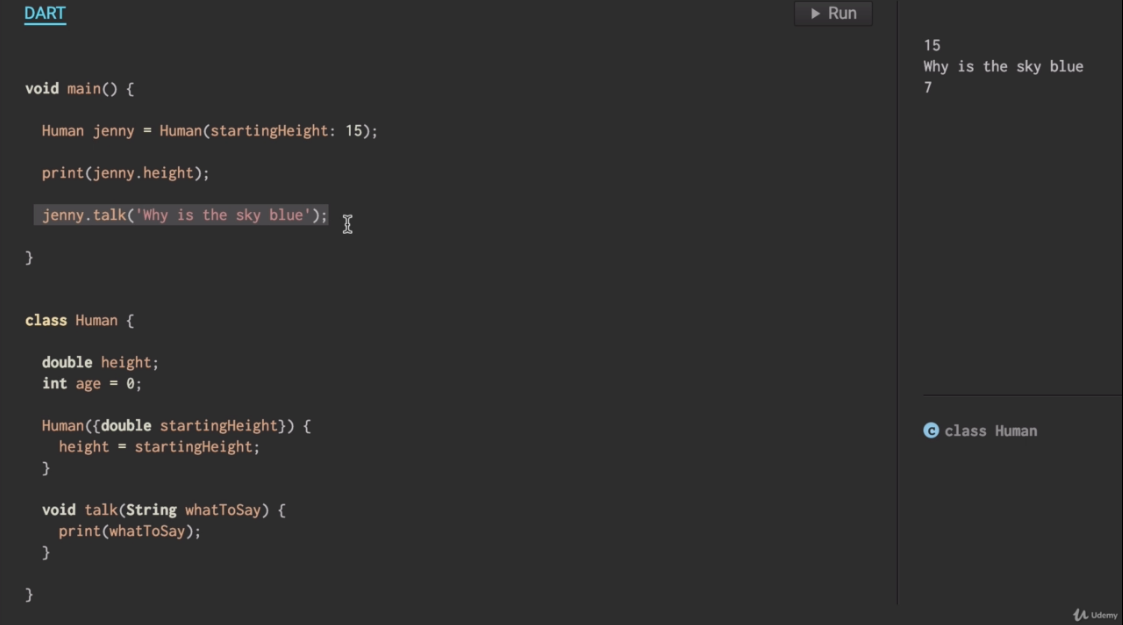 DART
Run
void main() {
Human jenny = Human(startingHeight: 15);
print(jenny.height);
jenny.talk('Why is the sky blue');
}
class Human {
double height;
int age = 0;
Human({double startingHeight}) {
height = startingHeight;
}
void talk(String whatToSay) {
print(whatToSay);
}
}
15
Why is the sky blue
7
C class Human
Udemy